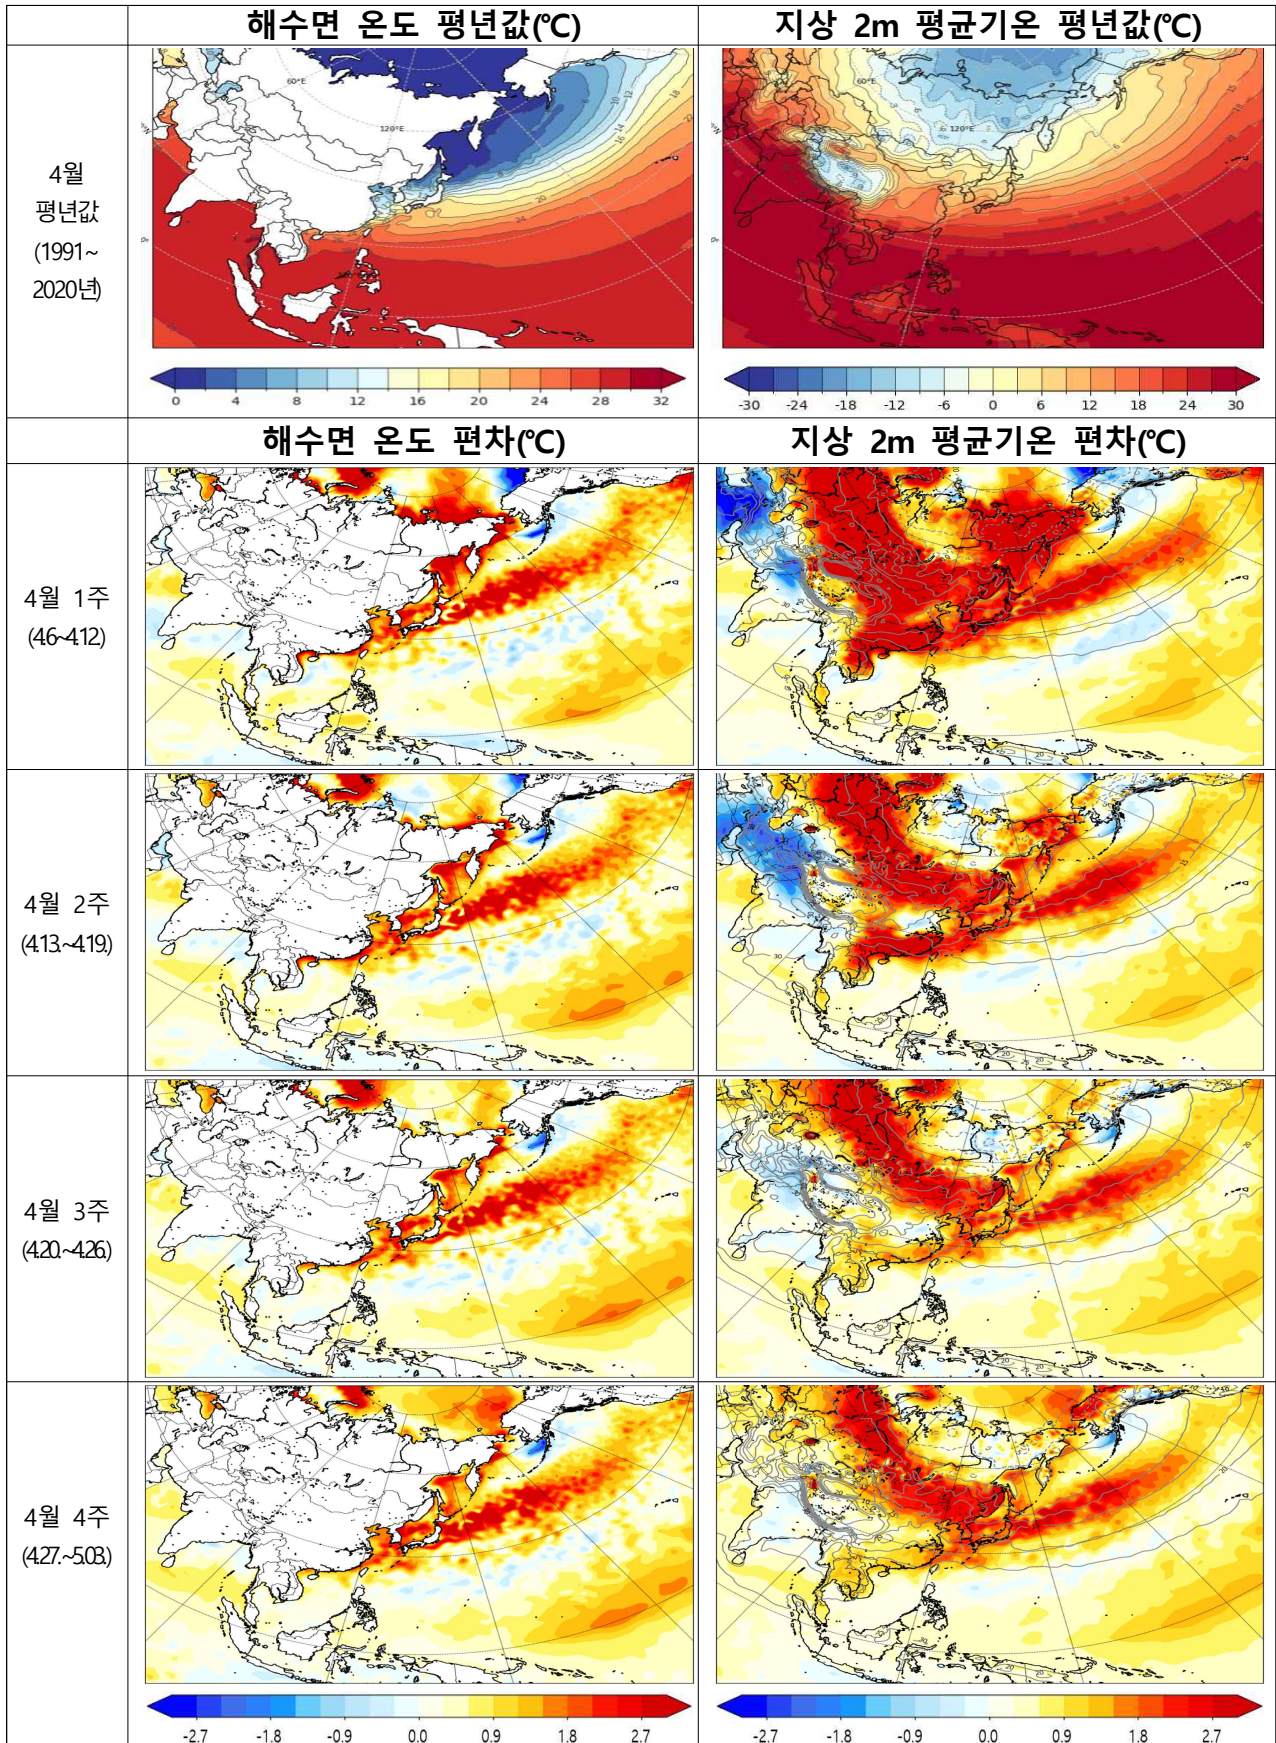 해수면 온도 평년값(℃)
지상 2m 평균기온 평년값(℃)
4월
평년값
(1991~
2020년)
60°E
120°E
60°E
120°E
0 4 8 12 16 20 24 28 32
-30 -24 -18 -12 -6 0 6 12 18 24 30
해수면 온도 편차(℃)
지상 2m 평균기온 편차(℃)
4월 1주
(4.6~4.12)
4월 2주
(4.13.~4.19.)
4월 3주
(4.20.~4.26.)
4월 4주
(4.27.~5.03.)
-2.7 -1.8 -0.9 0.0 0.9 1.8 2.7
-2.7 -1.8 -0.9 0.0 0.9 1.8 2.7